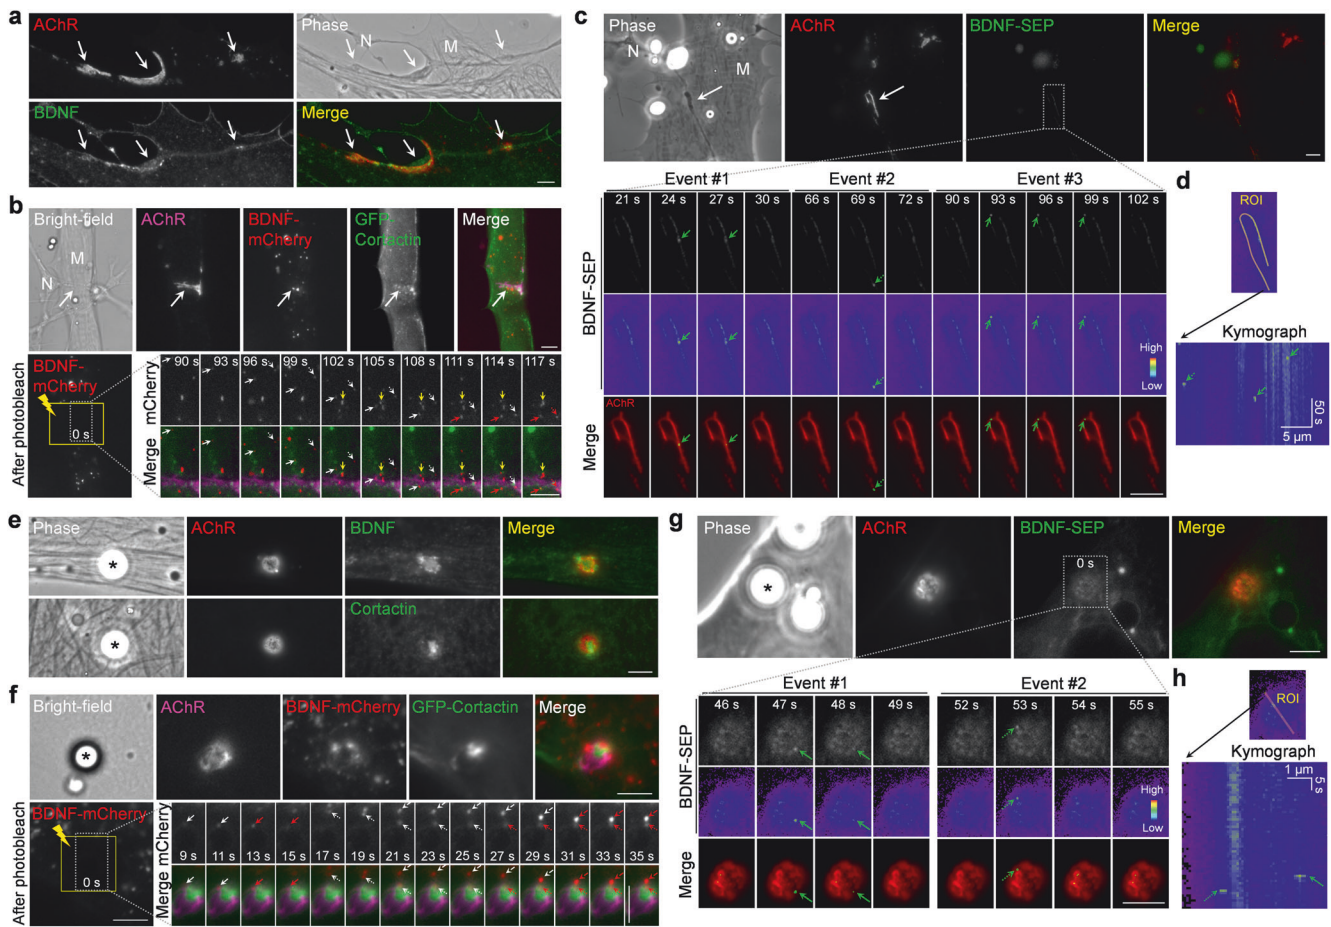 a
AChR
Phase
N
M
BDNF
Merge
b
Bright-field
M
N
AChR
BDNF-
mCherry
GFP-
Cortactin
Merge
After photobleach
BDNF-
mCherry
0 s
mCherry
Merge
90 s 93 s 96 s 99 s 102 s 105 s 108 s 111 s 114 s 117 s
c
Phase
N
M
AChR
BDNF-SEP
Merge
Event #1 Event #2 Event #3
21 s 24 s 27 s 30 s 66 s 69 s 72 s 90 s 93 s 96 s 99 s 102 s
BDNF-SEP
High
Low
AChR
Merge
d
ROI
Kymograph
50 s
5 µm
e
Phase
*
AChR
BDNF
Merge
*
Cortactin
f
Bright-field
*
AChR
BDNF-mCherry
GFP-Cortactin
Merge
After photobleach
BDNF-mCherry
0 s
mCherry
Merge
9 s 11 s 13 s 15 s 17 s 19 s 21 s 23 s 25 s 27 s 29 s 31 s 33 s 35 s
g
Phase
*
AChR
BDNF-SEP
0 s
Merge
Event #1 Event #2
46 s 47 s 48 s 49 s 52 s 53 s 54 s 55 s
BDNF-SEP
High
Low
Merge
h
ROI
Kymograph
1 µm
5 s